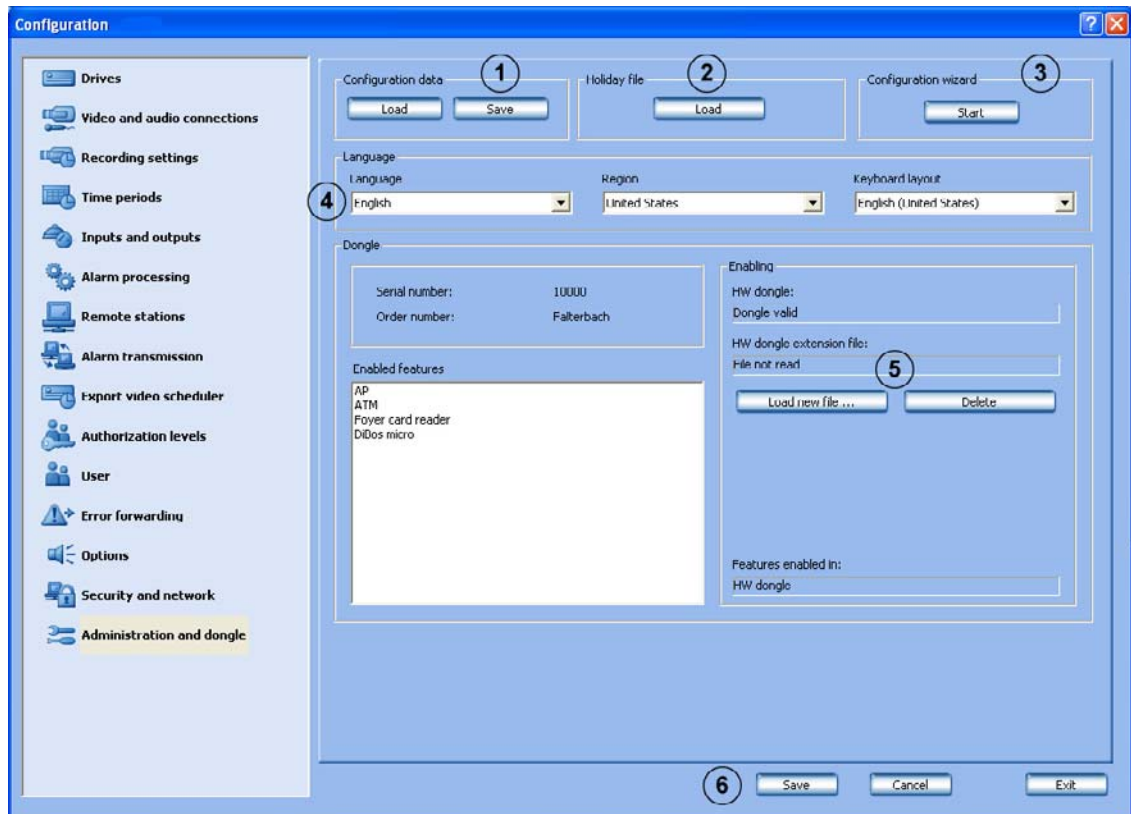 Configuration
Drives
Video and audio connections
Recording settings
Time periods
Inputs and outputs
Alarm processing
Remote stations
Alarm transmission
Export video scheduler
Authorization levels
User
Error forwarding
Options
Security and network
Administration and dongle
Configuration data
1
Load
Save
Holiday file
2
Load
Configuration wizard
3
Start
Language
4
Language
English
Region
United States
Keyboard layout
English (United States)
Dongle
Serial number: 10000
Order number: Falterbach
Enabled features
AP
ATM
Foyer card reader
DiBos micro
Enabling
HW dongle:
Dongle valid
HW dongle extension file:
File not read
5
Load new file ...
Delete
Features enabled in:
HW dongle
6
Save
Cancel
Exit